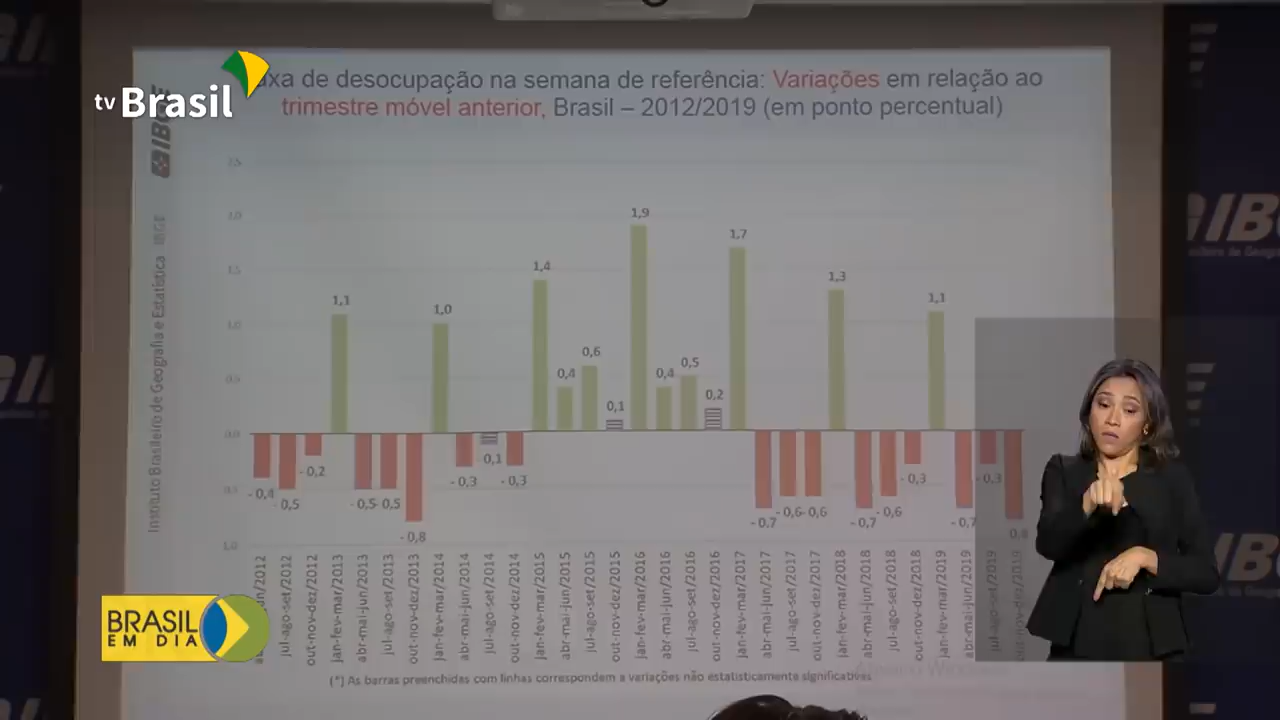 tv Brasil
axa de desocupação na semana de referência: Variações em relação ao
trimestre móvel anterior, Brasil – 2012/2019 (em ponto percentual)
Instituto Brasileiro de Geografia e Estatística IBGE
1,9
1,7
1,4
1,3
1,1
1,0
1,1
0,6
0,4
0,1
0,4
0,5
0,2
0,0
- 0,4
- 0,5
- 0,2
- 0,5
- 0,5
- 0,8
- 0,3
0,1
- 0,3
- 0,7
- 0,6
- 0,6
- 0,7
- 0,6
- 0,3
- 0,7
- 0,3
jul-ago-set/2012
out-nov-dez/2012
jan-fev-mar/2013
abr-mai-jun/2013
jul-ago-set/2013
out-nov-dez/2013
jan-fev-mar/2014
abr-mai-jun/2014
jul-ago-set/2014
out-nov-dez/2014
jan-fev-mar/2015
abr-mai-jun/2015
jul-ago-set/2015
out-nov-dez/2015
jan-fev-mar/2016
abr-mai-jun/2016
jul-ago-set/2016
out-nov-dez/2016
jan-fev-mar/2017
abr-mai-jun/2017
jul-ago-set/2017
out-nov-dez/2017
jan-fev-mar/2018
abr-mai-jun/2018
jul-ago-set/2018
out-nov-dez/2018
jan-fev-mar/2019
abr-mai-jun/2019
jul-ago-set/2019
out-nov-dez/2019
(*) As barras preenchidas com linhas correspondem a variações não estatisticamente significativas
BRASIL
EM DIA